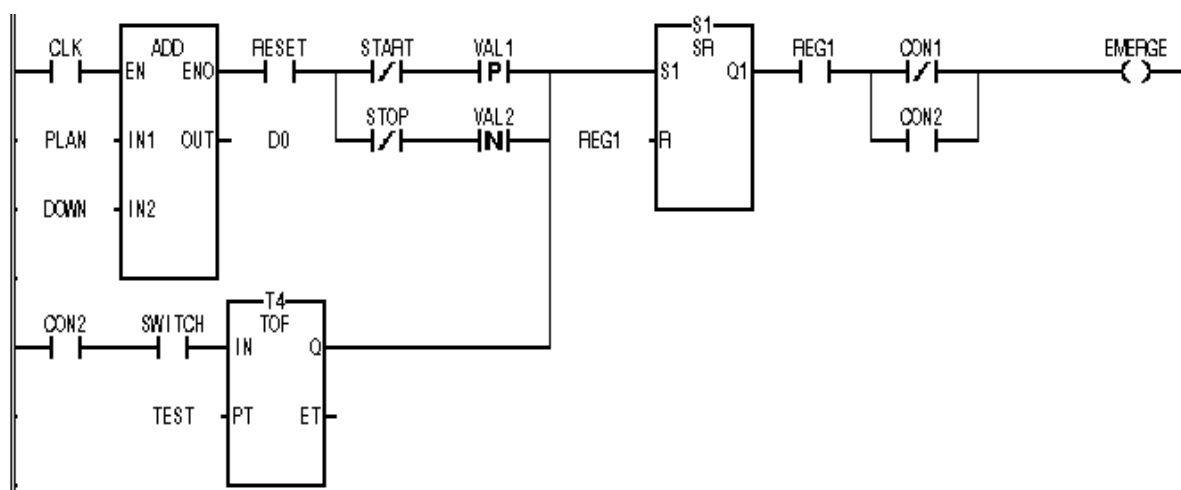 S1
CLK ADD RESET START VAL1 SR REG1 CON1 EMERGE
EN ENO P S1 Q1
STOP VAL2 CON2
PLAN IN1 OUT D0 N REG1 R
DOWN IN2
T4
CON2 SWITCH TOF
IN Q
TEST PT ET